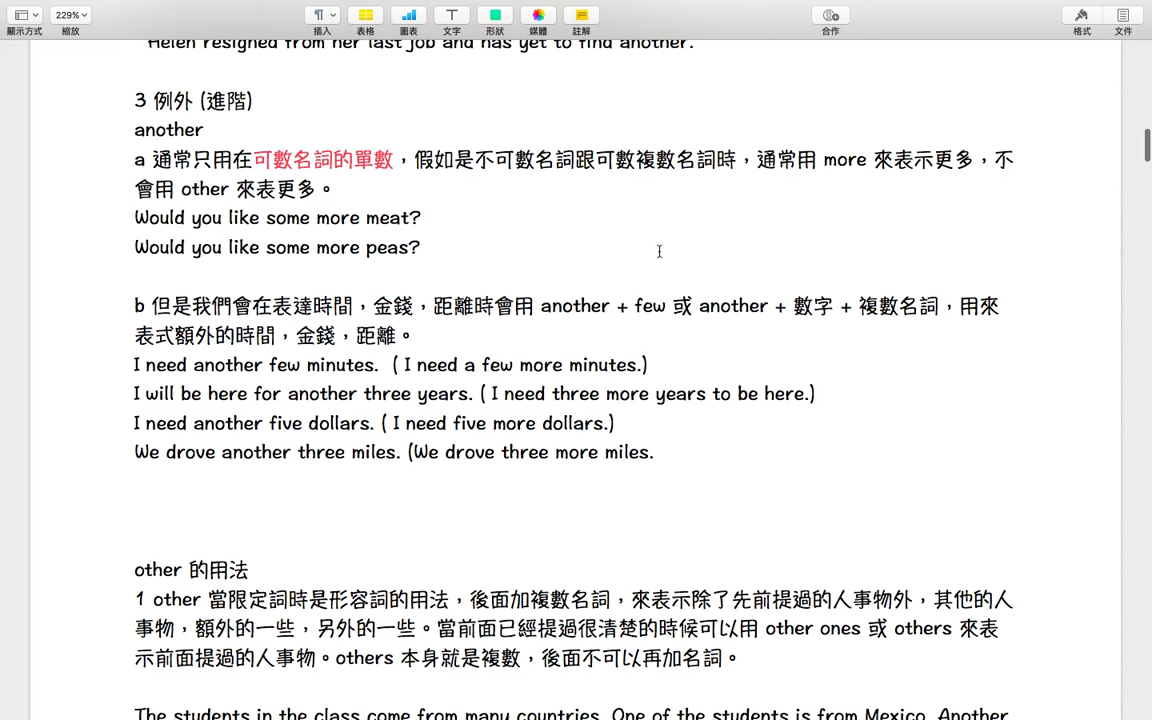 229%
顯示方式
縮放
插入
表格
圖表
文字
形狀
媒體
註解
合作
格式
文件
Helen resigned from her last job and has yet to find another.
3 例外 (進階)
another
a 通常只用在可數名詞的單數，假如是不可數名詞跟可數複數名詞時，通常用 more 來表示更多，不
會用 other 來表更多。
Would you like some more meat?
Would you like some more peas?
b 但是我們會在表達時間，金錢，距離時會用 another + few 或 another + 數字 + 複數名詞，用來
表式額外的時間，金錢，距離。
I need another few minutes.  ( I need a few more minutes.)
I will be here for another three years. ( I need three more years to be here.)
I need another five dollars. ( I need five more dollars.)
We drove another three miles. (We drove three more miles.
other 的用法
1 other 當限定詞時是形容詞的用法，後面加複數名詞，來表示除了先前提過的人事物外，其他的人
事物，額外的一些，另外的一些。當前面已經提過很清楚的時候可以用 other ones 或 others 來表
示前面提過的人事物。others 本身就是複數，後面不可以再加名詞。
The students in the class come from many countries. One of the students is from Mexico. Another